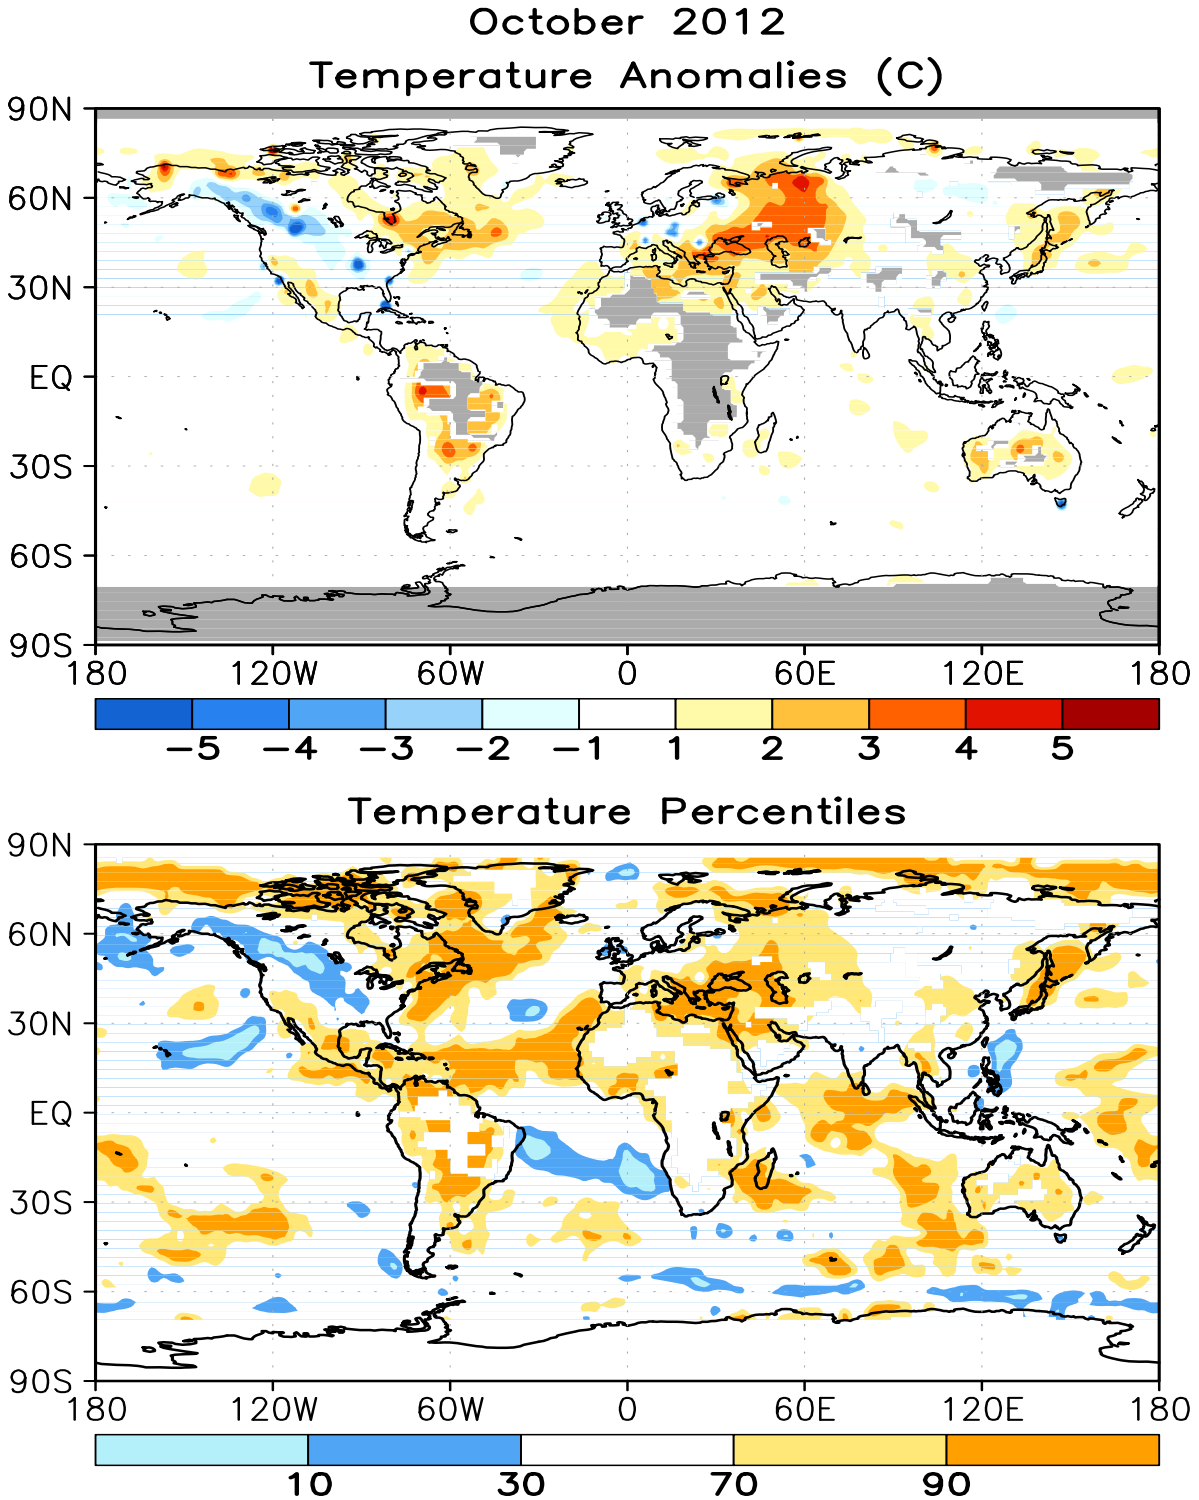 October 2012
Temperature Anomalies (C)
90N
60N
30N
EQ
30S
60S
90S
180 120W 60W 0 60E 120E 180
-5 -4 -3 -2 -1 1 2 3 4 5
Temperature Percentiles
90N
60N
30N
EQ
30S
60S
90S
180 120W 60W 0 60E 120E 180
10 30 70 90